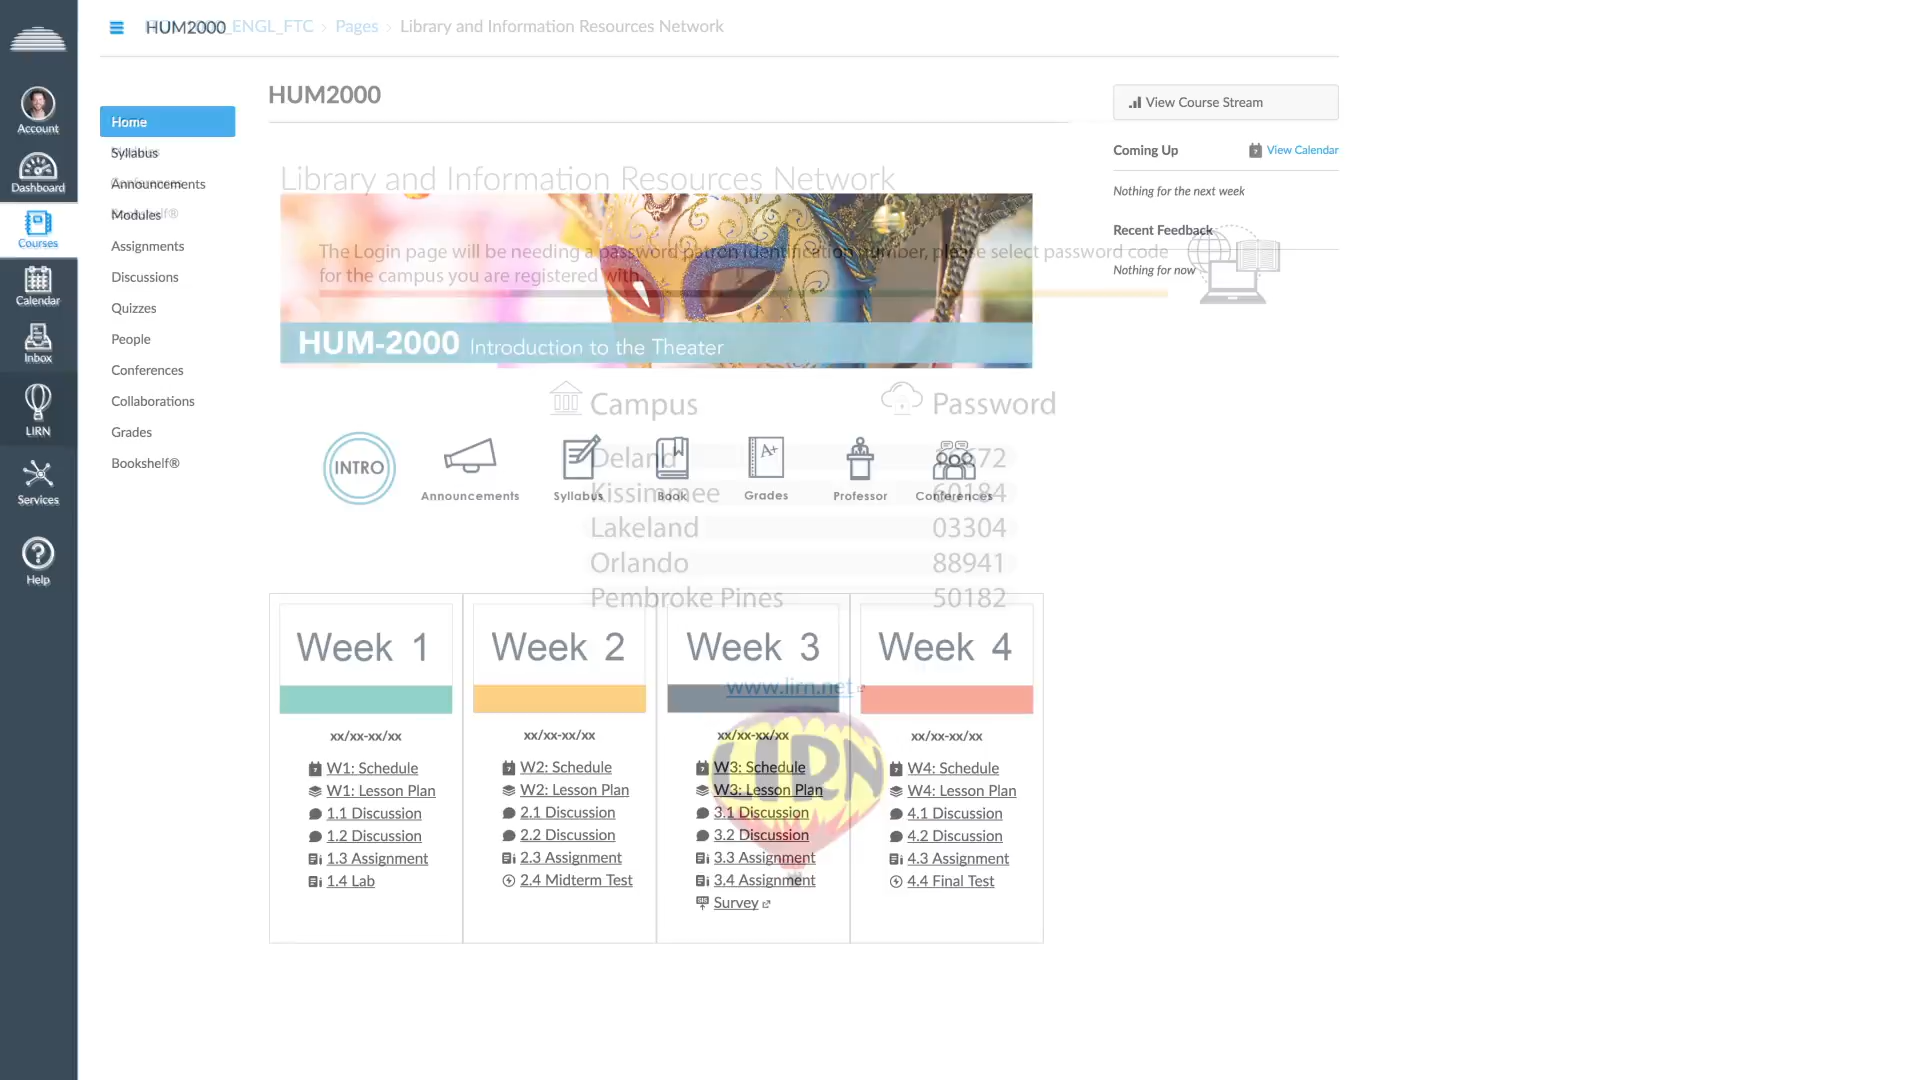 HUM2000_ENGL_FTC > Pages > Library and Information Resources Network
Account
Dashboard
Courses
Calendar
Inbox
LIRN
Services
Help
Home
Syllabus
Announcements
Modules
Assignments
Discussions
Quizzes
People
Conferences
Collaborations
Grades
Bookshelf®
HUM2000
Library and Information Resources Network
The Login page will be needing a password patron identification number, please select password code
for the campus you are registered with.
HUM-2000 Introduction to the Theater
Campus Password
Deland 672
Kissimmee 60184
Lakeland 03304
Orlando 88941
Pembroke Pines 50182
www.lirn.net
LIRN
INTRO
Announcements
Syllabus
Book
Grades
Professor
Conferences
Week 1
xx/xx-xx/xx
W1: Schedule
W1: Lesson Plan
1.1 Discussion
1.2 Discussion
1.3 Assignment
1.4 Lab
Week 2
xx/xx-xx/xx
W2: Schedule
W2: Lesson Plan
2.1 Discussion
2.2 Discussion
2.3 Assignment
2.4 Midterm Test
Week 3
xx/xx-xx/xx
W3: Schedule
W3: Lesson Plan
3.1 Discussion
3.2 Discussion
3.3 Assignment
3.4 Assignment
Survey
Week 4
xx/xx-xx/xx
W4: Schedule
W4: Lesson Plan
4.1 Discussion
4.2 Discussion
4.3 Assignment
4.4 Final Test
View Course Stream
Coming Up
View Calendar
Nothing for the next week
Recent Feedback
Nothing for now